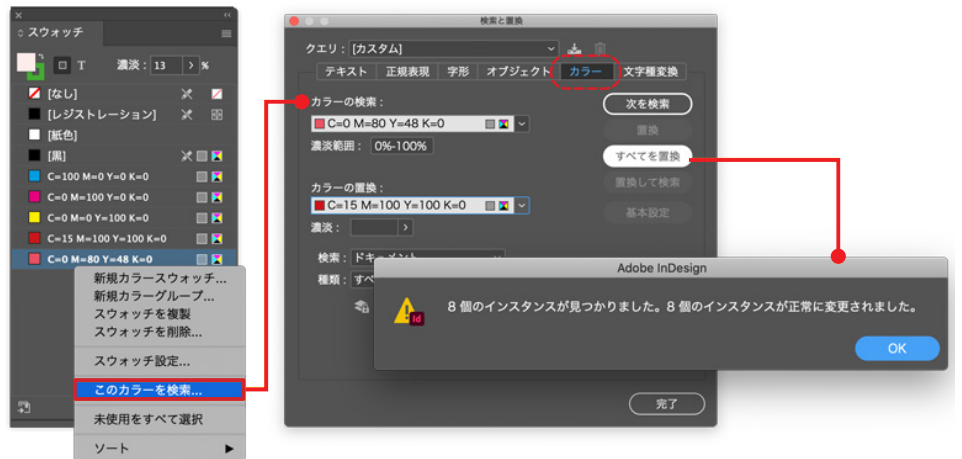 スウォッチ
T 濃淡 : 13 %
[なし]
[レジストレーション]
[紙色]
[黒]
C=100 M=0 Y=0 K=0
C=0 M=100 Y=0 K=0
C=0 M=0 Y=100 K=0
C=15 M=100 Y=100 K=0
C=0 M=80 Y=48 K=0
新規カラースウォッチ...
新規カラーグループ...
スウォッチを複製
スウォッチを削除...
スウォッチ設定...
このカラーを検索...
未使用をすべて選択
ソート
検索と置換
クエリ : [カスタム]
テキスト 正規表現 字形 オブジェクト カラー 文字種変換
カラーの検索 :
C=0 M=80 Y=48 K=0
濃淡範囲 : 0%-100%
カラーの置換 :
C=15 M=100 Y=100 K=0
濃淡 :
検索 : ドキュメント
種類 : すべ
次を検索
置換
すべてを置換
置換して検索
基本設定
完了
Adobe InDesign
Id
8 個のインスタンスが見つかりました。8 個のインスタンスが正常に変更されました。
OK